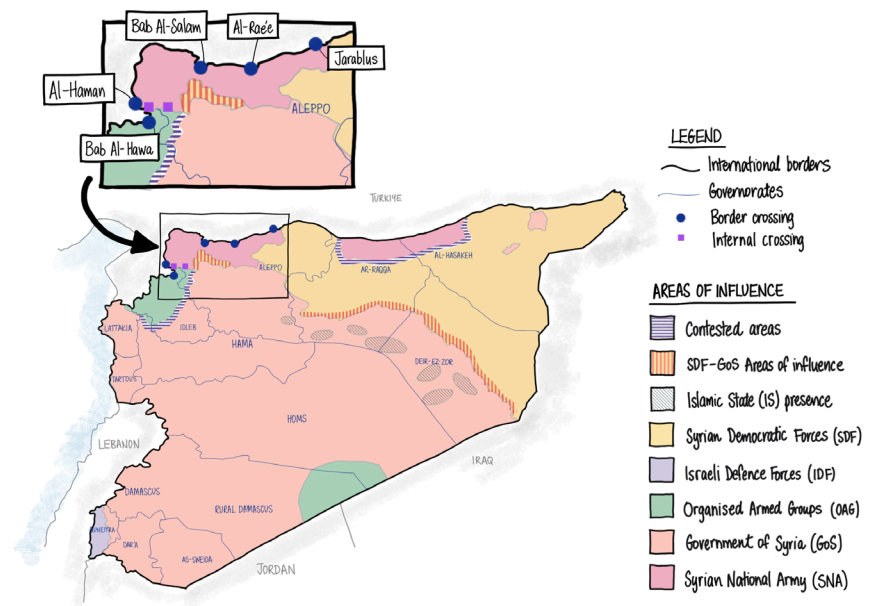 Bab Al-Salam
Al-Rae'e
Jarablus
Al-Haman
ALEPPO
Bab Al-Hawa
LEGEND
International borders
Governorates
Border crossing
Internal crossing
TURKIYE
ALEPPO
AR-RAQQA
AL-HASAKEH
LATTAKIA
IDLEB
HAMA
DEIR-EZ-ZOR
TARTOUS
HOMS
LEBANON
IRAQ
DAMASCUS
RURAL DAMASCUS
QUNEITRA
DAR'A
AS-SWEIDA
JORDAN
AREAS OF INFLUENCE
Contested areas
SDF-GoS Areas of influence
Islamic State (IS) presence
Syrian Democratic Forces (SDF)
Israeli Defence Forces (IDF)
Organised Armed Groups (OAG)
Government of Syria (GoS)
Syrian National Army (SNA)